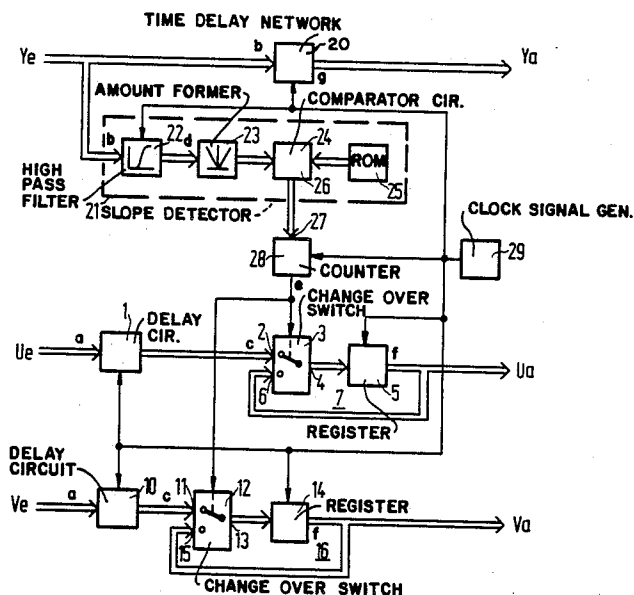 TIME DELAY NETWORK
Ye
b
20
g
Ya
AMOUNT FORMER
COMPARATOR CIR.
b
22
d
23
24
26
ROM
25
HIGH
PASS
FILTER
21
SLOPE DETECTOR
27
CLOCK SIGNAL GEN.
29
28
COUNTER
e
CHANGE OVER
SWITCH
1
DELAY
CIR.
Ue
a
c
2
3
4
6
7
f
5
Ua
REGISTER
DELAY
CIRCUIT
Ve
a
10
c
11
12
13
15
14
REGISTER
f
16
Va
CHANGE OVER SWITCH